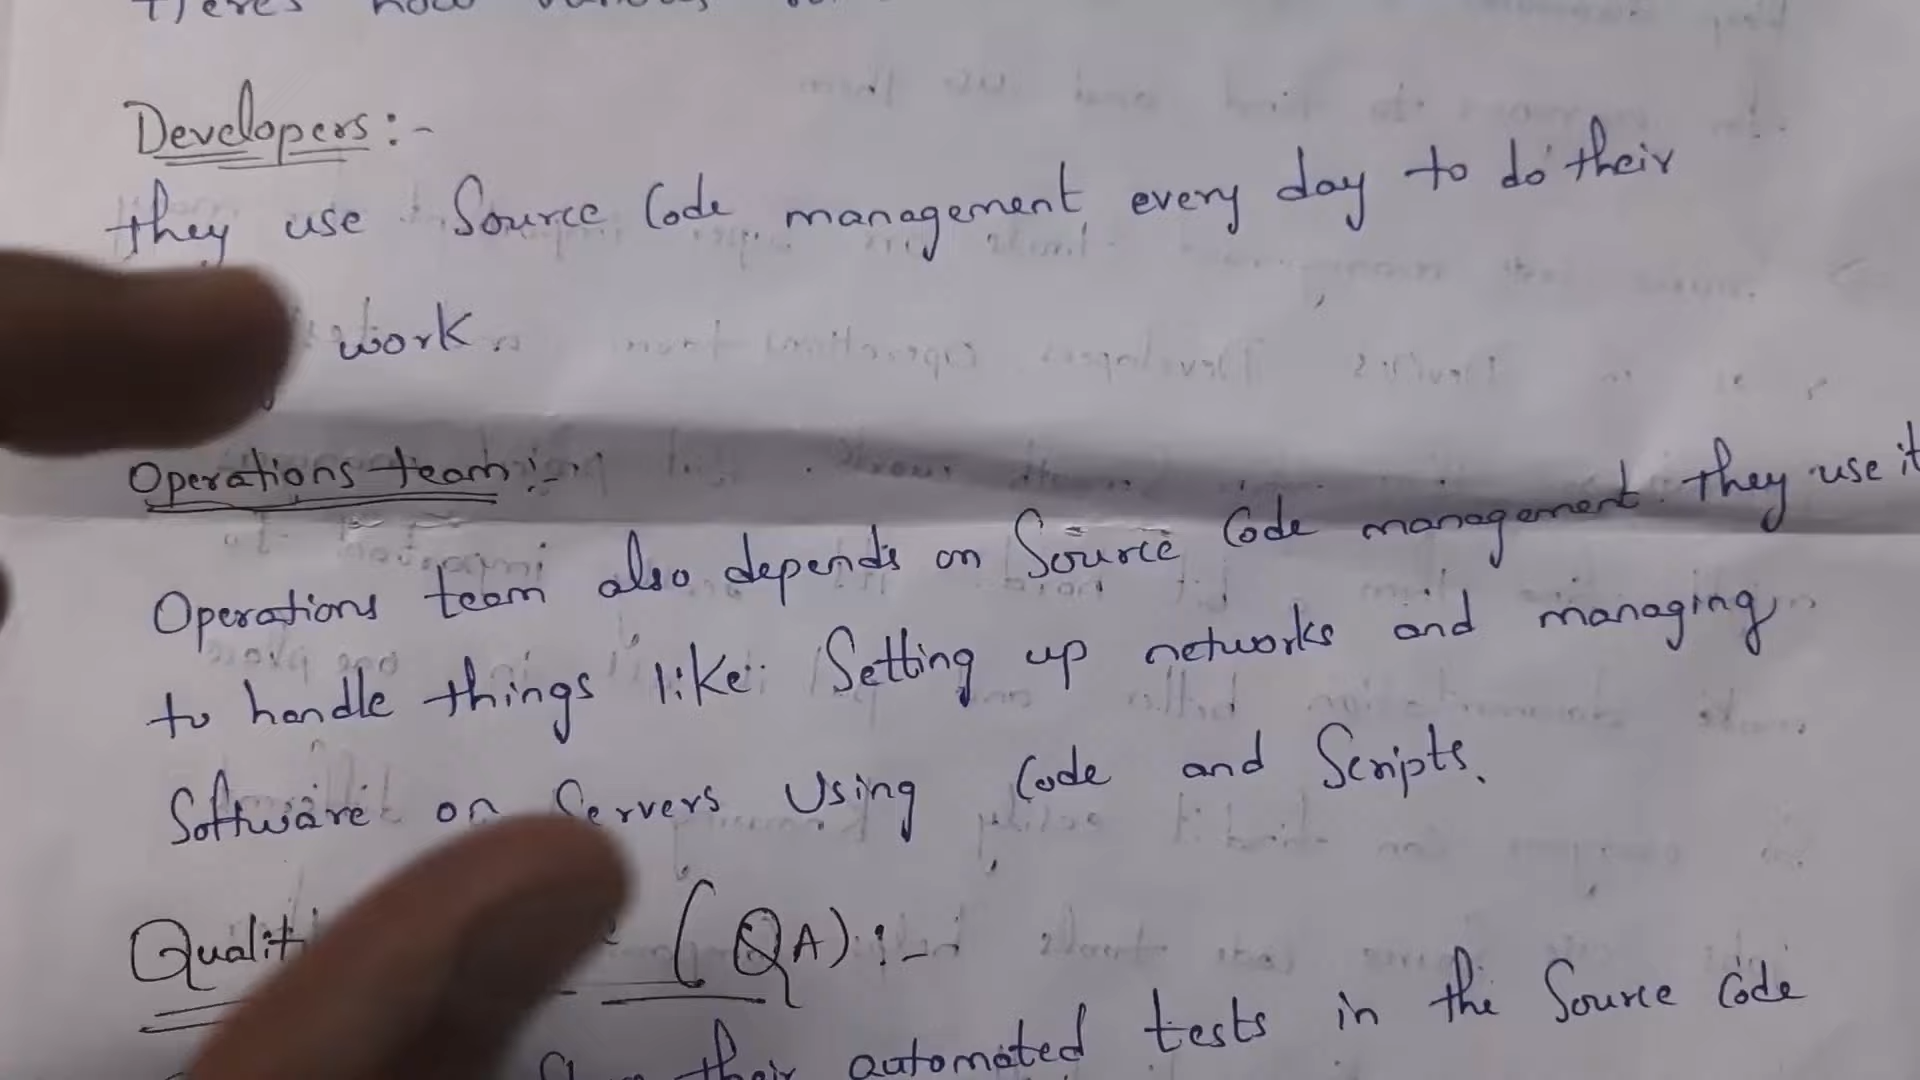 Developers:-
they use Source Code management every day to do their
work.
Operations team:-
Operations team also depends on Source Code management. they use it
to handle things like: Setting up networks and managing
Software on Servers Using Code and Scripts.
(QA):-
their automated tests in the Source Code